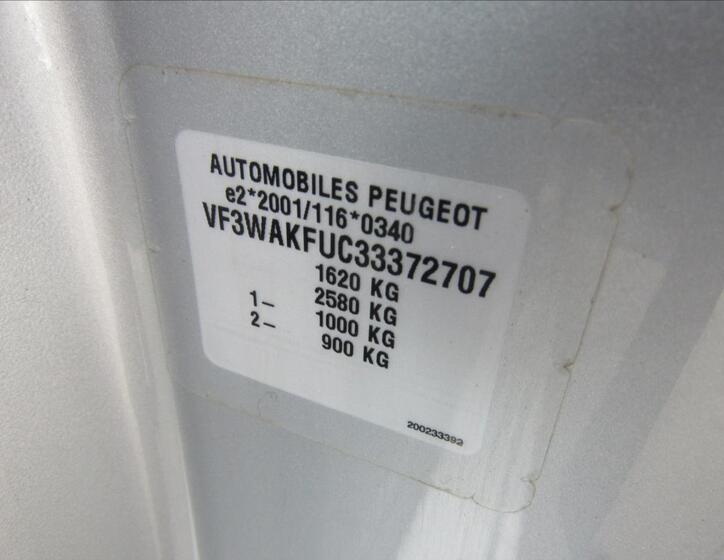 AUTOMOBILES PEUGEOT
e2*2001/116*0340
VF3WAKFUC33372707
1620 KG
1- 2580 KG
2- 1000 KG
900 KG
200233392